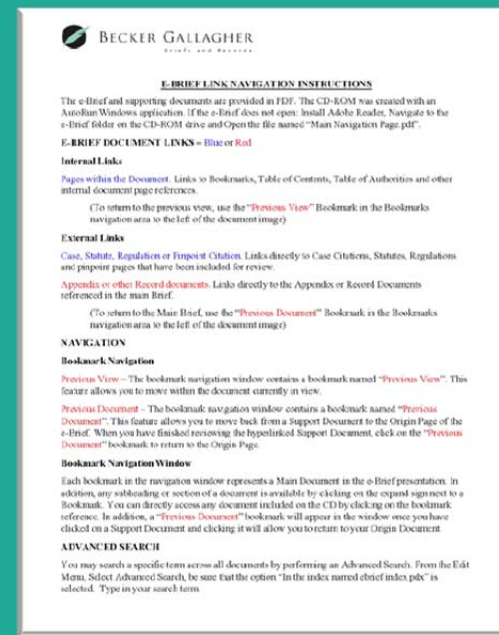 BECKER GALLAGHER
Briefs and Records
E-BRIEF LINK NAVIGATION INSTRUCTIONS
The e-Brief and supporting documents are provided in PDF. The CD-ROM was created with an
AutoRun Windows application. If the e-Brief does not open: Install Adobe Reader, Navigate to the
e-Brief folder on the CD-ROM drive and Open the file named "Main Navigation Page.pdf".
E-BRIEF DOCUMENT LINKS – Blue or Red
Internal Links
Pages within the Document. Links to Bookmarks, Table of Contents, Table of Authorities and other
internal document page references.
(To return to the previous view, use the "Previous View" Bookmark in the Bookmarks
navigation area to the left of the document image)
External Links
Case, Statute, Regulation or Pinpoint Citation. Links directly to Case Citations, Statutes, Regulations
and pinpoint pages that have been included for review.
Appendix or other Record documents. Links directly to the Appendix or Record Documents
referenced in the main Brief.
(To return to the Main Brief, use the "Previous Document" Bookmark in the Bookmarks
navigation area to the left of the document image)
NAVIGATION
Bookmark Navigation
Previous View – The bookmark navigation window contains a bookmark named "Previous View". This
feature allows you to move within the document currently in view.
Previous Document – The bookmark navigation window contains a bookmark named "Previous
Document". This feature allows you to move back from a Support Document to the Origin Page of the
e-Brief. When you have finished reviewing the hyperlinked Support Document, click on the "Previous
Document" bookmark to return to the Origin Page.
Bookmark Navigation Window
Each bookmark in the navigation window represents a Main Document in the e-Brief presentation. In
addition, any subheading or section of a document is available by clicking on the expand sign next to a
Bookmark. You can directly access any document included on the CD by clicking on the bookmark
reference. In addition, a "Previous Document" bookmark will appear in the window once you have
clicked on a Support Document and clicking it will allow you to return to your Origin Document
ADVANCED SEARCH
You may search a specific term across all documents by performing an Advanced Search. From the Edit
Menu, Select Advanced Search, be sure that the option "In the index named ebrief index.pdx" is
selected. Type in your search term